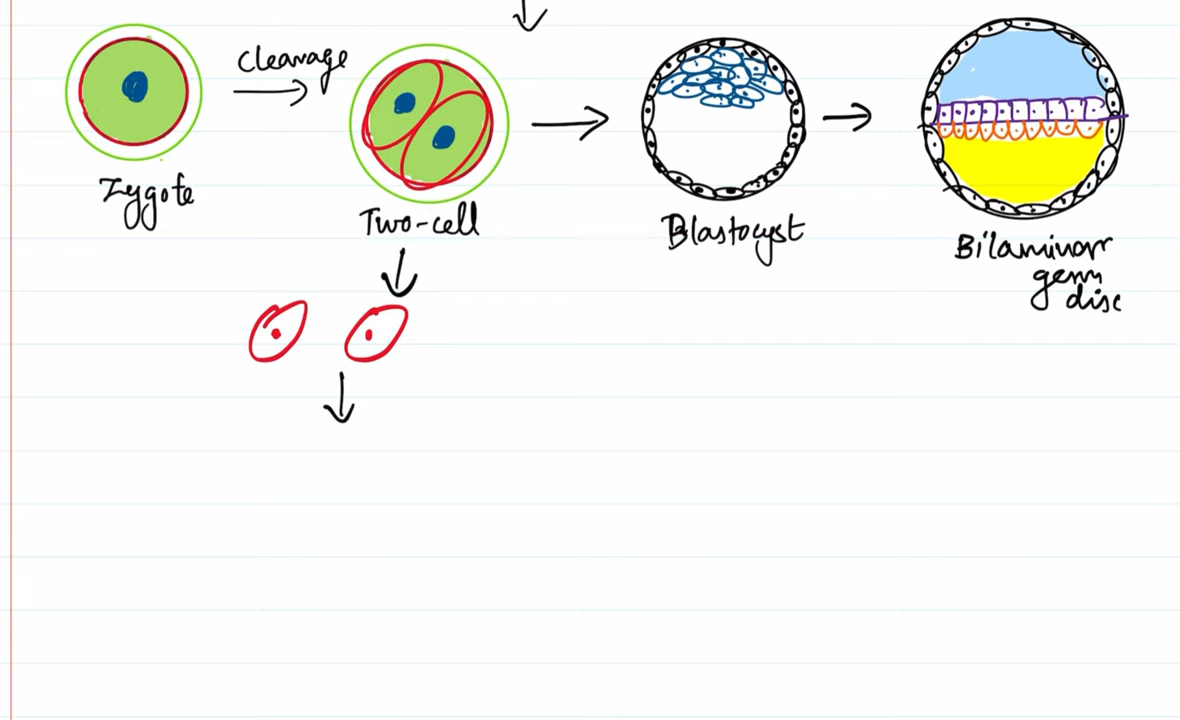 Cleavage
Zygote
Two-cell
Blastocyst
Bilaminar
germ
disc